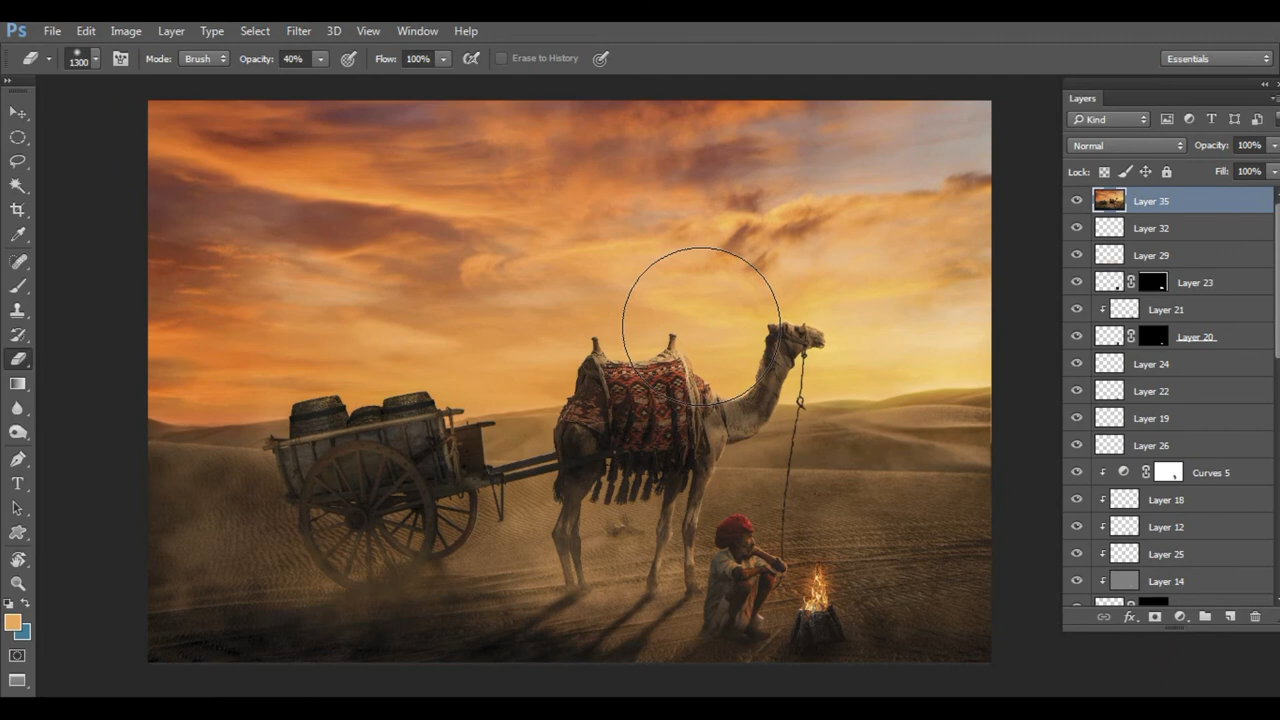 Ps File Edit Image Layer Type Select Filter 3D View Window Help
1300 Mode: Brush Opacity: 40% Flow: 100% Erase to History Essentials
Layers
Kind T
Normal Opacity: 100%
Lock: Fill: 100%
Layer 35
Layer 32
Layer 29
Layer 23
Layer 21
Layer 20
Layer 24
Layer 22
Layer 19
Layer 26
Curves 5
Layer 18
Layer 12
Layer 25
Layer 14
fx
T